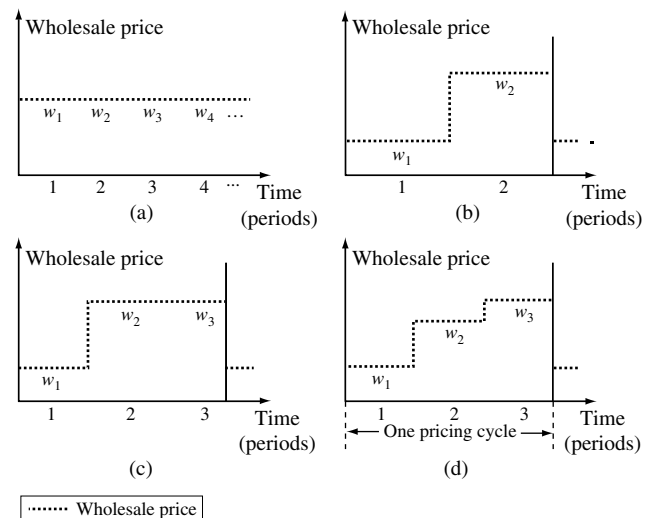 Wholesale price
w1 w2 w3 w4 ...
1 2 3 4 ...
Time
(periods)
(a)
Wholesale price
w2
w1
1 2
Time
(periods)
(b)
Wholesale price
w2 w3
w1
1 2 3
Time
(periods)
(c)
Wholesale price
w3
w2
w1
1 2 3
Time
(periods)
One pricing cycle
(d)
Wholesale price